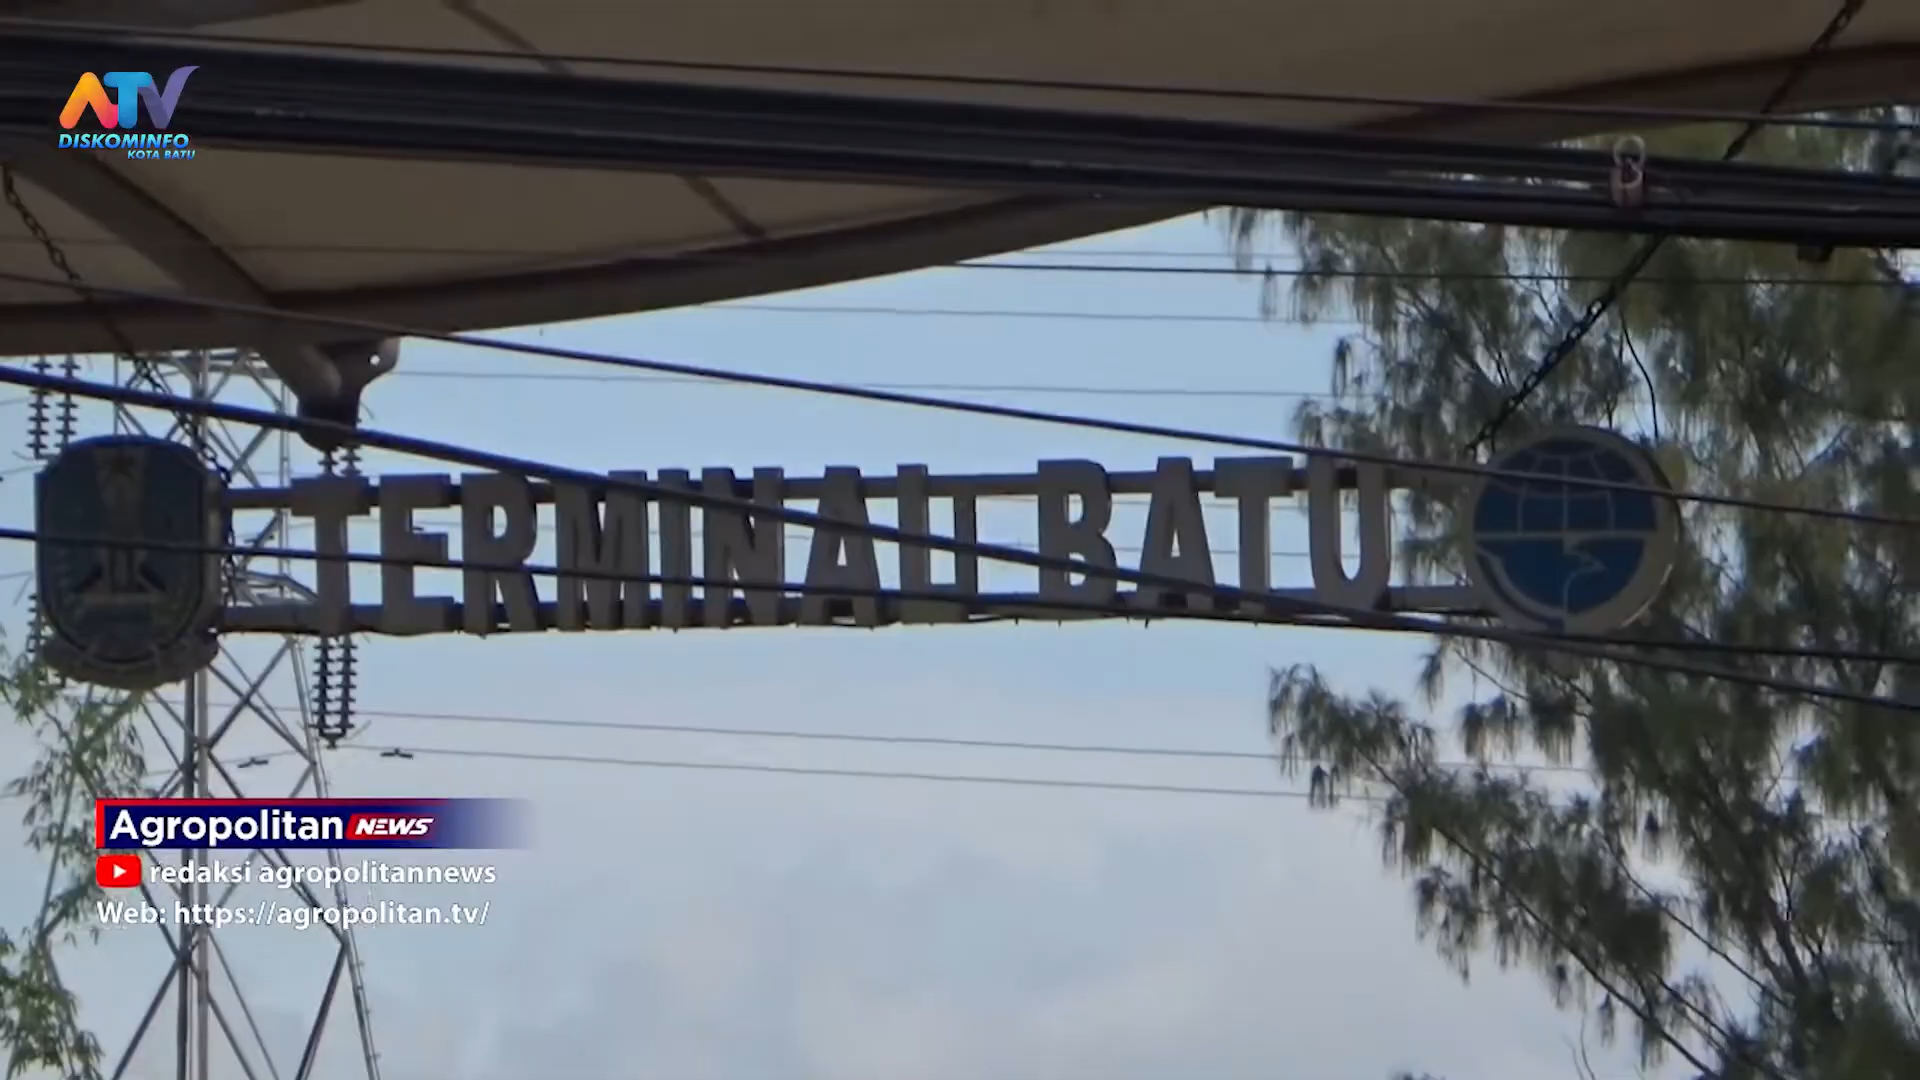 ATV
DISKOMINFO
KOTA BATU
TERMINAL BATU
Agropolitan NEWS
redaksi agropolitannews
Web: https://agropolitan.tv/